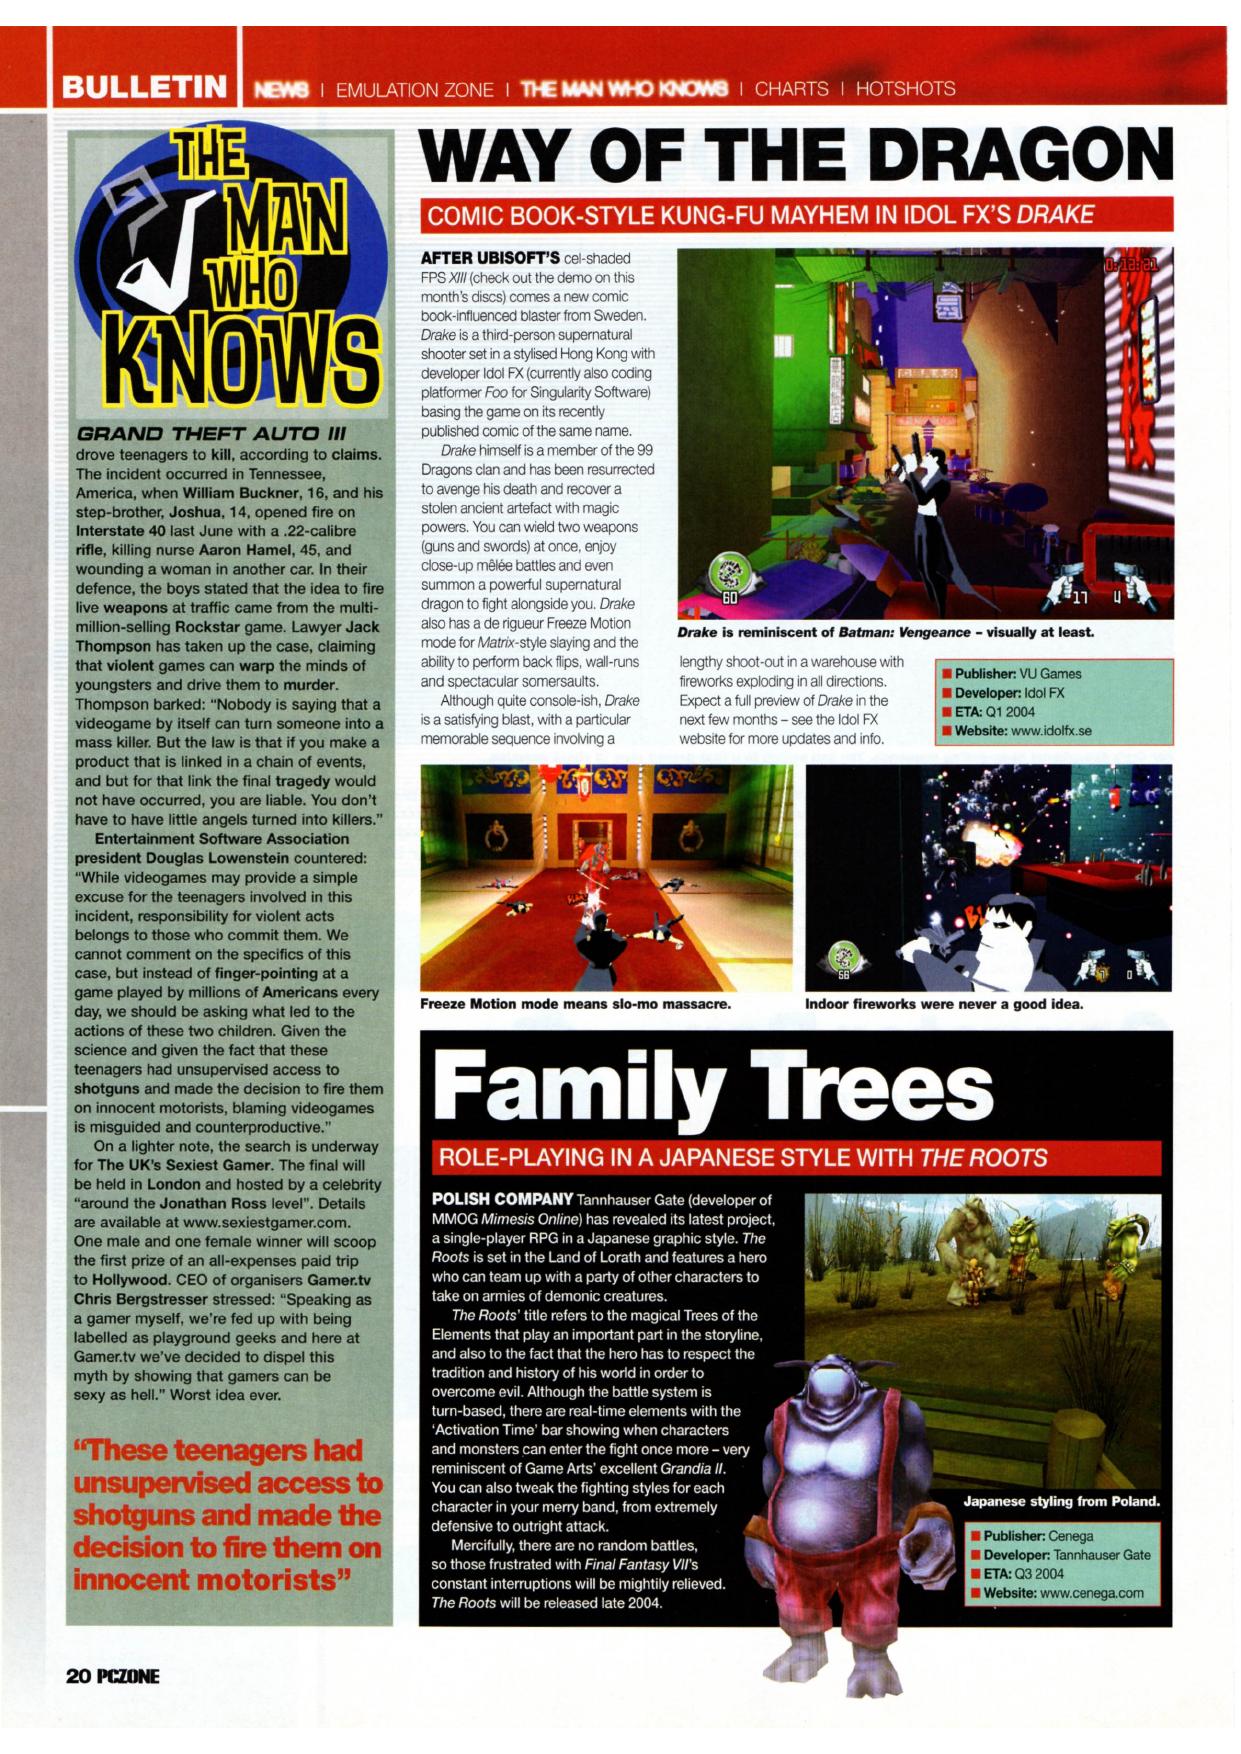 BULLETIN
NEWS | EMULATION ZONE | THE MAN WHO KNOWS | CHARTS | HOTSHOTS
THE
MAN
WHO
KNOWS
GRAND THEFT AUTO III
drove teenagers to kill, according to claims.
The incident occurred in Tennessee,
America, when William Buckner, 16, and his
step-brother, Joshua, 14, opened fire on
Interstate 40 last June with a .22-calibre
rifle, killing nurse Aaron Hamel, 45, and
wounding a woman in another car. In their
defence, the boys stated that the idea to fire
live weapons at traffic came from the multi-
million-selling Rockstar game. Lawyer Jack
Thompson has taken up the case, claiming
that violent games can warp the minds of
youngsters and drive them to murder.
Thompson barked: “Nobody is saying that a
videogame by itself can turn someone into a
mass killer. But the law is that if you make a
product that is linked in a chain of events,
and but for that link the final tragedy would
not have occurred, you are liable. You don’t
have to have little angels turned into killers.”
Entertainment Software Association
president Douglas Lowenstein countered:
“While videogames may provide a simple
excuse for the teenagers involved in this
incident, responsibility for violent acts
belongs to those who commit them. We
cannot comment on the specifics of this
case, but instead of finger-pointing at a
game played by millions of Americans every
day, we should be asking what led to the
actions of these two children. Given the
science and given the fact that these
teenagers had unsupervised access to
shotguns and made the decision to fire them
on innocent motorists, blaming videogames
is misguided and counterproductive.”
On a lighter note, the search is underway
for The UK’s Sexiest Gamer. The final will
be held in London and hosted by a celebrity
“around the Jonathan Ross level”. Details
are available at www.sexiestgamer.com.
One male and one female winner will scoop
the first prize of an all-expenses paid trip
to Hollywood. CEO of organisers Gamer.tv
Chris Bergstresser stressed: “Speaking as
a gamer myself, we’re fed up with being
labelled as playground geeks and here at
Gamer.tv we’ve decided to dispel this
myth by showing that gamers can be
sexy as hell.” Worst idea ever.
“These teenagers had
unsupervised access to
shotguns and made the
decision to fire them on
innocent motorists”
WAY OF THE DRAGON
COMIC BOOK-STYLE KUNG-FU MAYHEM IN IDOL FX’S DRAKE
AFTER UBISOFT’S cel-shaded
FPS XIII (check out the demo on this
month’s discs) comes a new comic
book-influenced blaster from Sweden.
Drake is a third-person supernatural
shooter set in a stylised Hong Kong with
developer Idol FX (currently also coding
platformer Foo for Singularity Software)
basing the game on its recently
published comic of the same name.
Drake himself is a member of the 99
Dragons clan and has been resurrected
to avenge his death and recover a
stolen ancient artefact with magic
powers. You can wield two weapons
(guns and swords) at once, enjoy
close-up mêlée battles and even
summon a powerful supernatural
dragon to fight alongside you. Drake
also has a de rigueur Freeze Motion
mode for Matrix-style slaying and the
ability to perform back flips, wall-runs
and spectacular somersaults.
Although quite console-ish, Drake
is a satisfying blast, with a particular
memorable sequence involving a
0:13:21
60
17 4
Drake is reminiscent of Batman: Vengeance – visually at least.
lengthy shoot-out in a warehouse with
fireworks exploding in all directions.
Expect a full preview of Drake in the
next few months – see the Idol FX
website for more updates and info.
Publisher: VU Games
Developer: Idol FX
ETA: Q1 2004
Website: www.idolfx.se
Freeze Motion mode means slo-mo massacre.
0
Indoor fireworks were never a good idea.
Family Trees
ROLE-PLAYING IN A JAPANESE STYLE WITH THE ROOTS
POLISH COMPANY Tannhauser Gate (developer of
MMOG Mimesis Online) has revealed its latest project,
a single-player RPG in a Japanese graphic style. The
Roots is set in the Land of Lorath and features a hero
who can team up with a party of other characters to
take on armies of demonic creatures.
The Roots’ title refers to the magical Trees of the
Elements that play an important part in the storyline,
and also to the fact that the hero has to respect the
tradition and history of his world in order to
overcome evil. Although the battle system is
turn-based, there are real-time elements with the
‘Activation Time’ bar showing when characters
and monsters can enter the fight once more – very
reminiscent of Game Arts’ excellent Grandia II.
You can also tweak the fighting styles for each
character in your merry band, from extremely
defensive to outright attack.
Mercifully, there are no random battles,
so those frustrated with Final Fantasy VII’s
constant interruptions will be mightily relieved.
The Roots will be released late 2004.
Japanese styling from Poland.
Publisher: Cenega
Developer: Tannhauser Gate
ETA: Q3 2004
Website: www.cenega.com
20 PCZONE